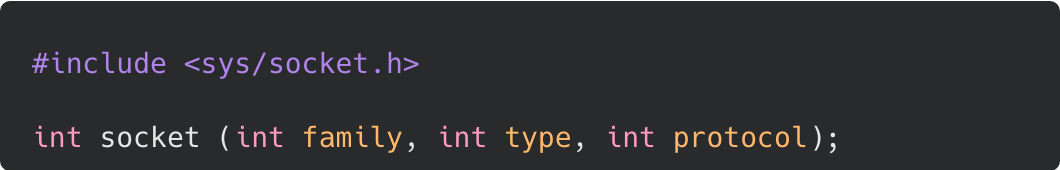 #include <sys/socket.h>
int socket (int family, int type, int protocol);